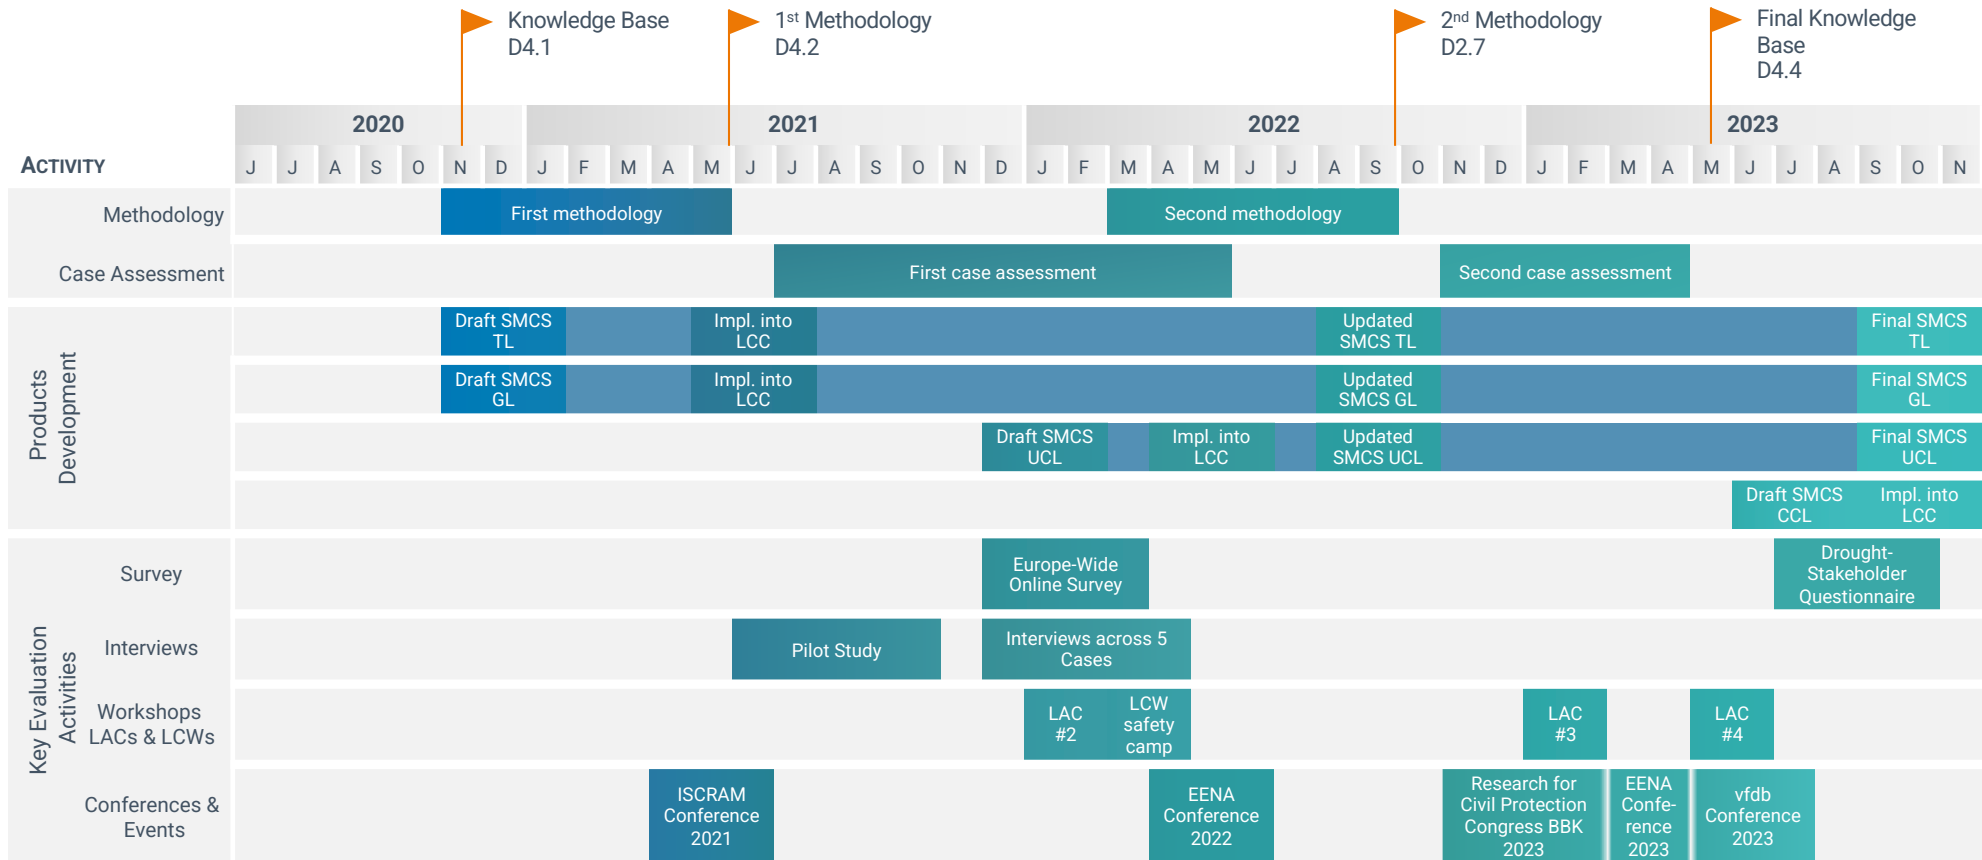 Knowledge Base
D4.1
1st Methodology
D4.2
2nd Methodology
D2.7
Final Knowledge
Base
D4.4
2020 2021 2022 2023
ACTIVITY
J J A S O N D J F M A M J J A S O N D J F M A M J J A S O N D J F M A M J J A S O N
Methodology
First methodology
Second methodology
Case Assessment
First case assessment
Second case assessment
Products
Development
Draft SMCS
TL
Impl. into
LCC
Updated
SMCS TL
Final SMCS
TL
Draft SMCS
GL
Impl. into
LCC
Updated
SMCS GL
Final SMCS
GL
Draft SMCS
UCL
Impl. into
LCC
Updated
SMCS UCL
Final SMCS
UCL
Draft SMCS
CCL
Impl. into
LCC
Key Evaluation
Activities
Survey
Europe-Wide
Online Survey
Drought-
Stakeholder
Questionnaire
Interviews
Pilot Study
Interviews across 5
Cases
Workshops
LACs & LCWs
LAC
#2
LCW
safety
camp
LAC
#3
LAC
#4
Conferences &
Events
ISCRAM
Conference
2021
EENA
Conference
2022
Research for
Civil Protection
Congress BBK
2023
EENA
Confe-
rence
2023
vfdb
Conference
2023